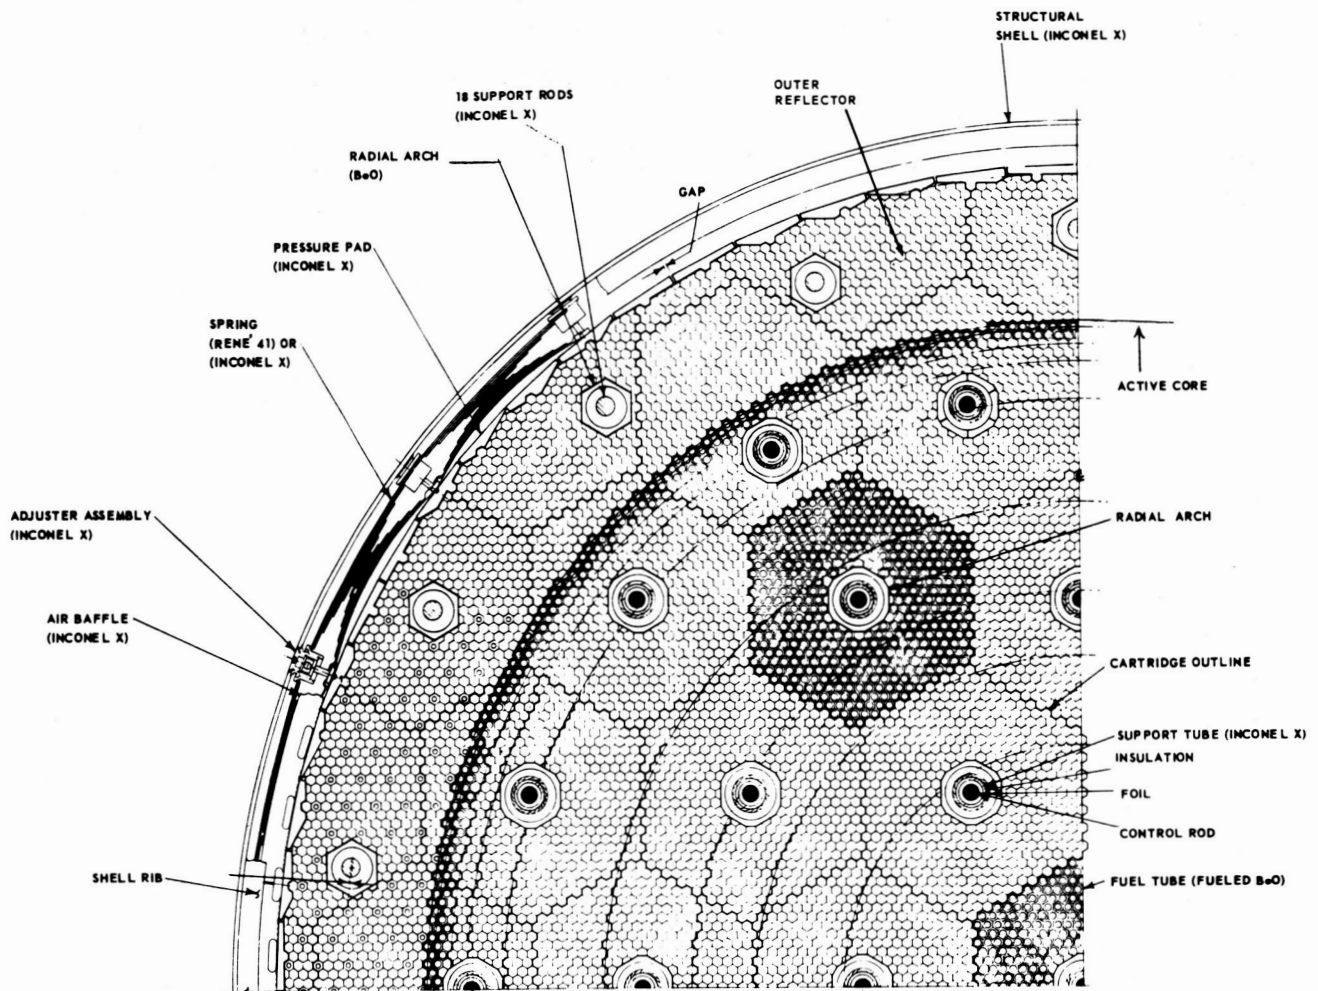 STRUCTURAL
SHELL (INCONEL X)
OUTER
REFLECTOR
18 SUPPORT RODS
(INCONEL X)
RADIAL ARCH
(BeO)
GAP
PRESSURE PAD
(INCONEL X)
SPRING
(RENE' 41) OR
(INCONEL X)
ACTIVE CORE
ADJUSTER ASSEMBLY
(INCONEL X)
RADIAL ARCH
AIR BAFFLE
(INCONEL X)
CARTRIDGE OUTLINE
SUPPORT TUBE (INCONEL X)
INSULATION
FOIL
CONTROL ROD
SHELL RIB
FUEL TUBE (FUELED BeO)